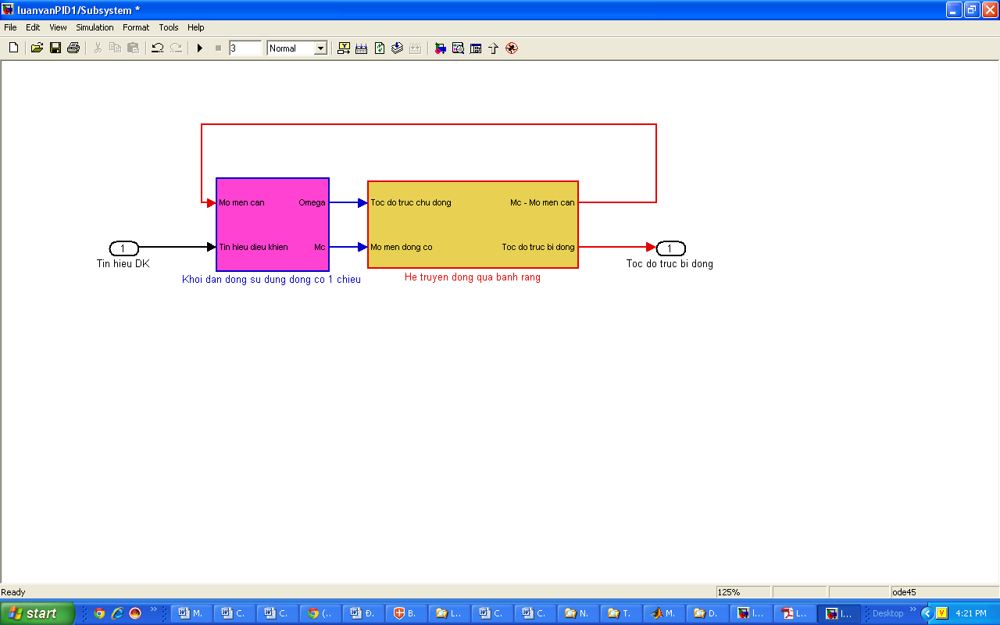 luanvanPID1/Subsystem *
File Edit View Simulation Format Tools Help
3 Normal
Mo men can Omega Toc do truc chu dong Mc - Mo men can
1 Tin hieu dieu khien Mc Mo men dong co Toc do truc bi dong 1
Tin hieu DK Toc do truc bi dong
Khoi dan dong su dung dong co 1 chieu He truyen dong qua banh rang
Ready 125% ode45
start » M. C. C. (.. Đ. B. L.. C. C. N. T. M. D. I... L.. I... Desktop » V 4:21 PM